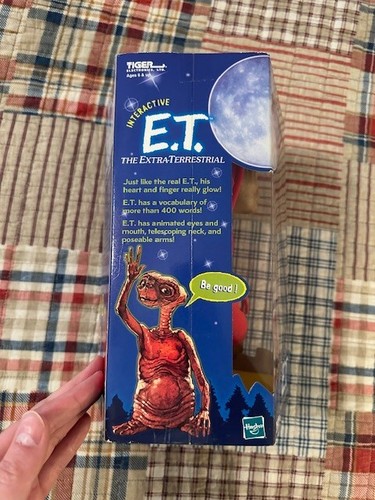 TIGER
ELECTRONICS, LTD.
Ages 5 & up
INTERACTIVE
E.T.
THE EXTRA-TERRESTRIAL
Just like the real E.T., his
heart and finger really glow!
E.T. has a vocabulary of
more than 400 words!
E.T. has animated eyes and
mouth, telescoping neck, and
poseable arms!
Be good!
Hasbro